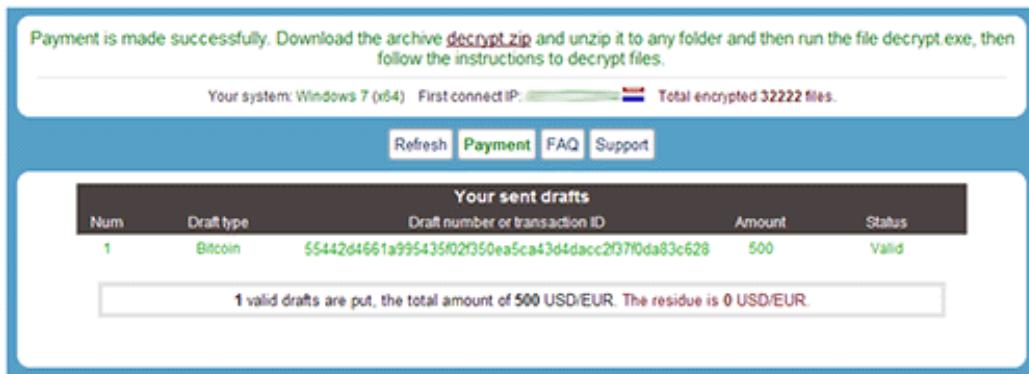 Payment is made successfully. Download the archive decrypt.zip and unzip it to any folder and then run the file decrypt.exe, then
follow the instructions to decrypt files.
Your system: Windows 7 (x64) First connect IP: Total encrypted 32222 files.
Refresh Payment FAQ Support
Your sent drafts
Num Draft type Draft number or transaction ID Amount Status
1 Bitcoin 55442d4661a995435f02f350ea5ca43d4dacc2f37f0da83c628 500 Valid
1 valid drafts are put, the total amount of 500 USD/EUR. The residue is 0 USD/EUR.